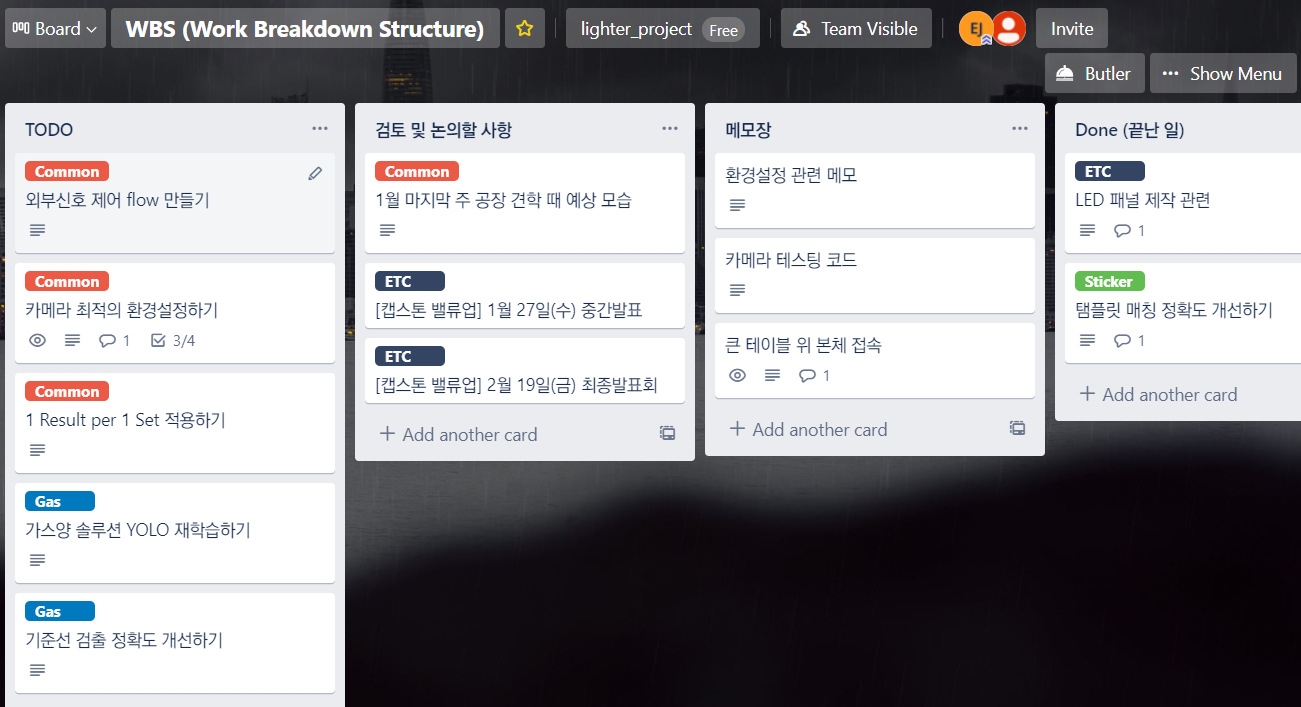 Board
WBS (Work Breakdown Structure)
lighter_project Free
Team Visible
EJ
Invite
Butler
Show Menu
TODO
Common
외부신호 제어 flow 만들기
Common
카메라 최적의 환경설정하기
1
3/4
Common
1 Result per 1 Set 적용하기
Gas
가스양 솔루션 YOLO 재학습하기
Gas
기준선 검출 정확도 개선하기
검토 및 논의할 사항
Common
1월 마지막 주 공장 견학 때 예상 모습
ETC
[캡스톤 밸류업] 1월 27일(수) 중간발표
ETC
[캡스톤 밸류업] 2월 19일(금) 최종발표회
+ Add another card
메모장
환경설정 관련 메모
카메라 테스팅 코드
큰 테이블 위 본체 접속
1
+ Add another card
Done (끝난 일)
ETC
LED 패널 제작 관련
1
Sticker
탬플릿 매칭 정확도 개선하기
1
+ Add another card